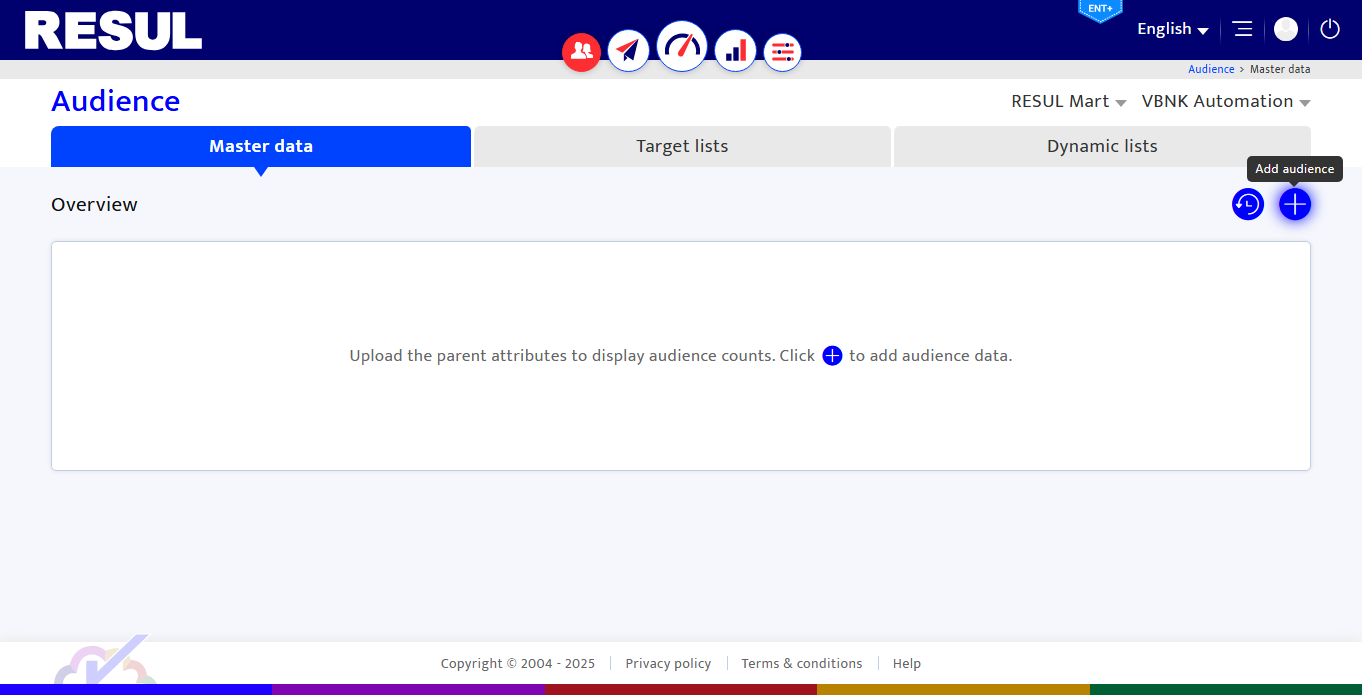 RESUL
ENT+
English
Audience > Master data
Audience
RESUL Mart
VBNK Automation
Master data
Target lists
Dynamic lists
Add audience
Overview
Upload the parent attributes to display audience counts. Click to add audience data.
Copyright © 2004 - 2025
Privacy policy
Terms & conditions
Help